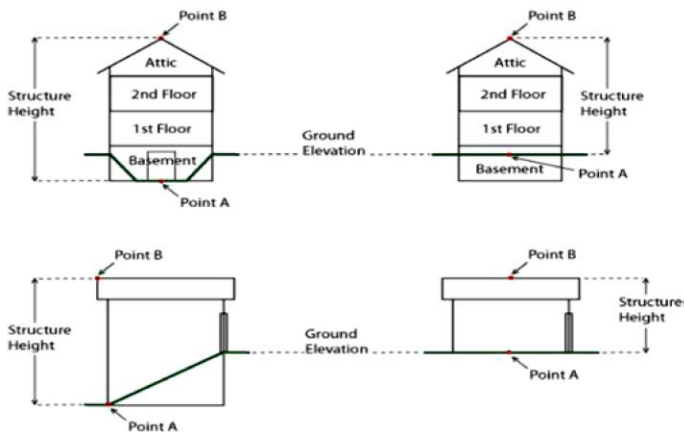 Point B
Attic
2nd Floor
1st Floor
Basement
Structure
Height
Point A
Ground
Elevation
Point B
Attic
2nd Floor
1st Floor
Basement
Structure
Height
Point A
Point B
Structure
Height
Point A
Ground
Elevation
Point B
Structure
Height
Point A